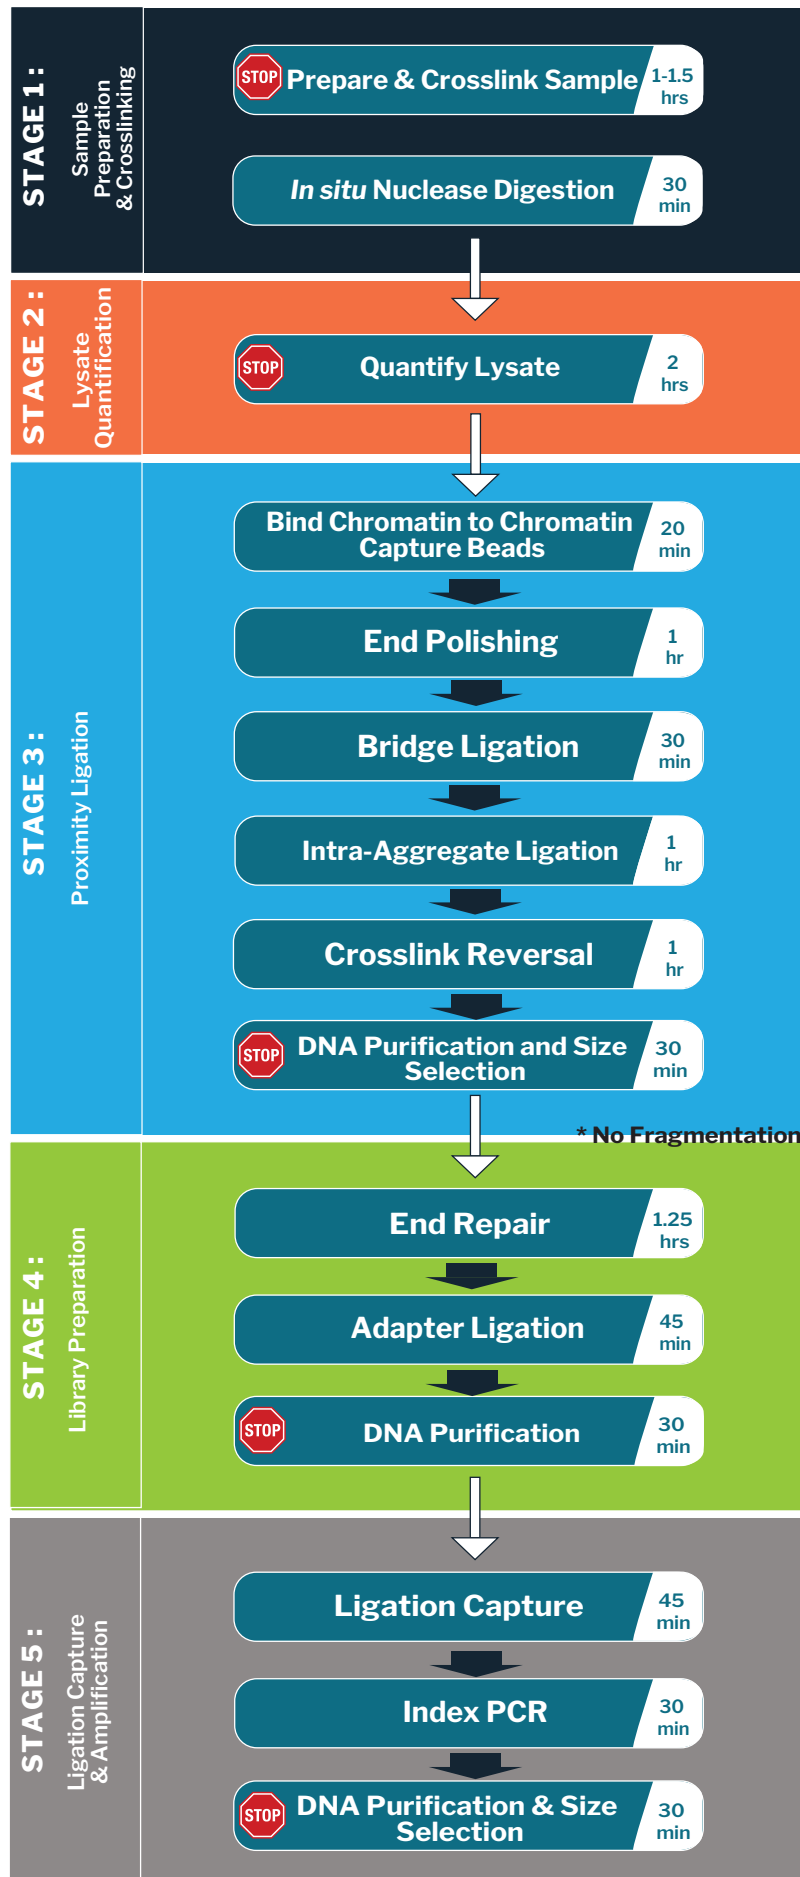 STAGE 1 :
Sample
Preparation
& Crosslinking
STOP
Prepare & Crosslink Sample
1-1.5
hrs
In situ Nuclease Digestion
30
min
STAGE 2 :
Lysate
Quantification
STOP
Quantify Lysate
2
hrs
STAGE 3 :
Proximity Ligation
Bind Chromatin to Chromatin
Capture Beads
20
min
End Polishing
1
hr
Bridge Ligation
30
min
Intra-Aggregate Ligation
1
hr
Crosslink Reversal
1
hr
STOP
DNA Purification and Size
Selection
30
min
* No Fragmentation
STAGE 4 :
Library Preparation
End Repair
1.25
hrs
Adapter Ligation
45
min
STOP
DNA Purification
30
min
STAGE 5 :
Ligation Capture
& Amplification
Ligation Capture
45
min
Index PCR
30
min
STOP
DNA Purification & Size
Selection
30
min